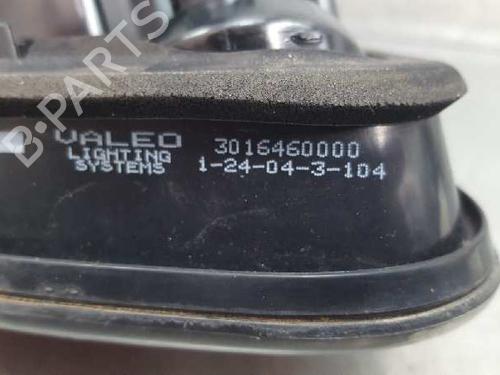 B-PARTS
VALEO 3016460000
LIGHTING
SYSTEMS 1-24-04-3-104